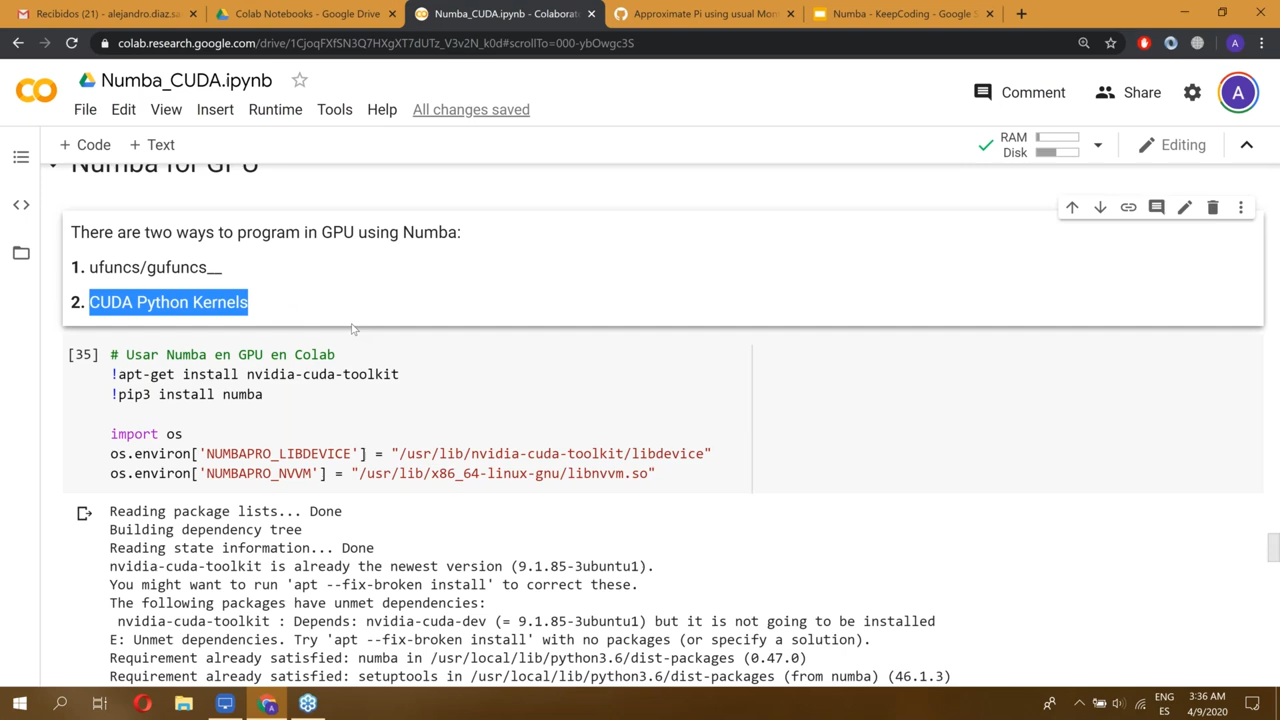 Recibidos (21) - alejandro.diaz.sa
Colab Notebooks - Google Drive
Numba_CUDA.ipynb - Colaborat
Approximate Pi using usual Mon
Numba - KeepCoding - Google S
colab.research.google.com/drive/1CjoqFXfSN3Q7HXgXT7dUTz_V3v2N_k0d#scrollTo=000-ybOwgc3S
A
Numba_CUDA.ipynb
Comment
Share
A
File Edit View Insert Runtime Tools Help All changes saved
+ Code + Text
RAM
Disk
Editing
Numba for GPU
There are two ways to program in GPU using Numba:
1. ufuncs/gufuncs__
2. CUDA Python Kernels
[35] # Usar Numba en GPU en Colab
!apt-get install nvidia-cuda-toolkit
!pip3 install numba
import os
os.environ['NUMBAPRO_LIBDEVICE'] = "/usr/lib/nvidia-cuda-toolkit/libdevice"
os.environ['NUMBAPRO_NVVM'] = "/usr/lib/x86_64-linux-gnu/libnvvm.so"
Reading package lists... Done
Building dependency tree
Reading state information... Done
nvidia-cuda-toolkit is already the newest version (9.1.85-3ubuntu1).
You might want to run 'apt --fix-broken install' to correct these.
The following packages have unmet dependencies:
nvidia-cuda-toolkit : Depends: nvidia-cuda-dev (= 9.1.85-3ubuntu1) but it is not going to be installed
E: Unmet dependencies. Try 'apt --fix-broken install' with no packages (or specify a solution).
Requirement already satisfied: numba in /usr/local/lib/python3.6/dist-packages (0.47.0)
Requirement already satisfied: setuptools in /usr/local/lib/python3.6/dist-packages (from numba) (46.1.3)
ENG
ES
3:36 AM
4/9/2020